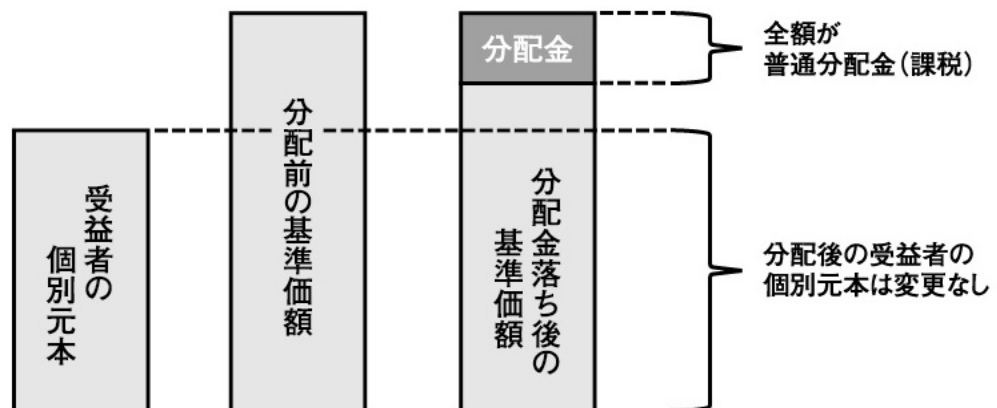 受益者の
個別元本
分配前の基準価額
分配金
分配金落ち後の
基準価額
全額が
普通分配金（課税）
分配後の受益者の
個別元本は変更なし